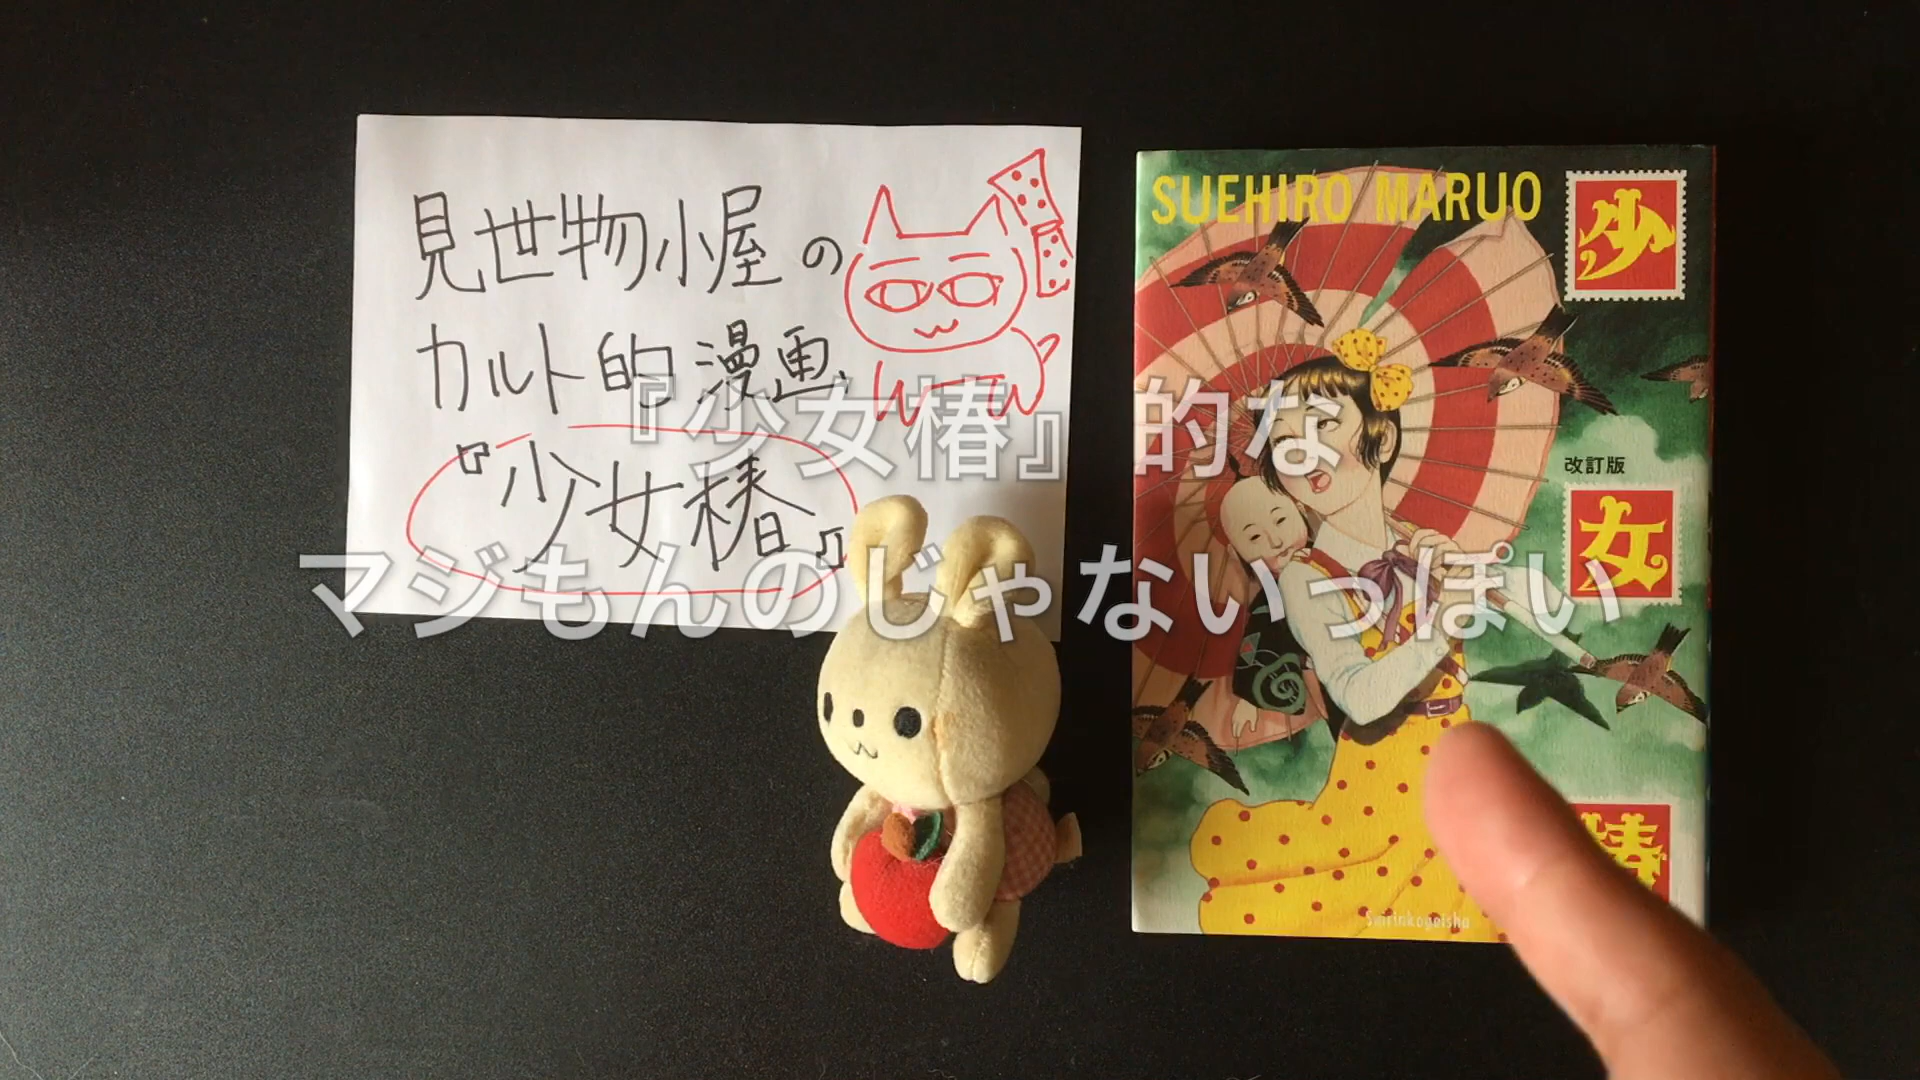 見世物小屋の
カルト的漫画
『少女椿』
SUEHIRO MARUO
少
改訂版
女
椿
Seirinkogeisha
『少女椿』的な
マジもんのじゃないっぽい